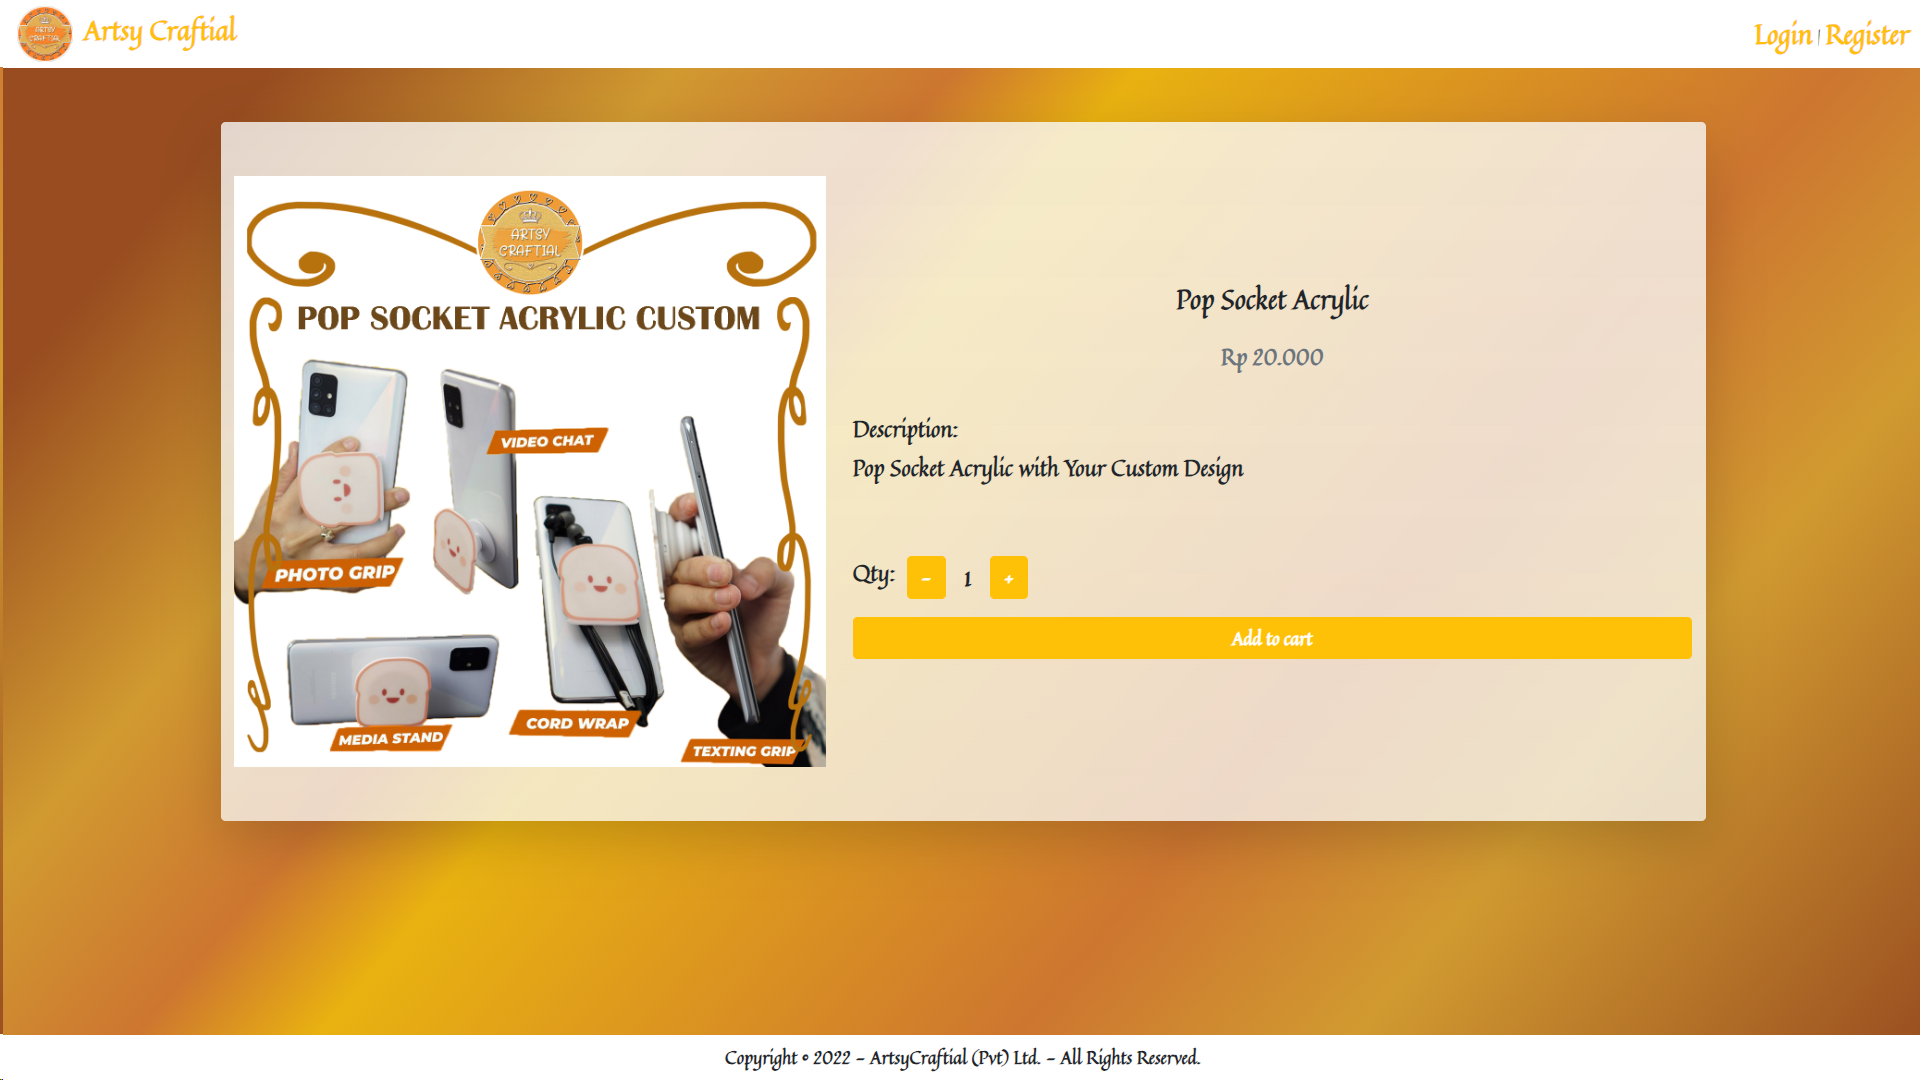 ARTSY
CRAFTIAL
Artsy Craftial
Login | Register
ARTSY
CRAFTIAL
POP SOCKET ACRYLIC CUSTOM
VIDEO CHAT
PHOTO GRIP
MEDIA STAND
CORD WRAP
TEXTING GRIP
Pop Socket Acrylic
Rp 20.000
Description:
Pop Socket Acrylic with Your Custom Design
Qty: - 1 +
Add to cart
Copyright © 2022 - ArtsyCraftial (Pvt) Ltd. - All Rights Reserved.